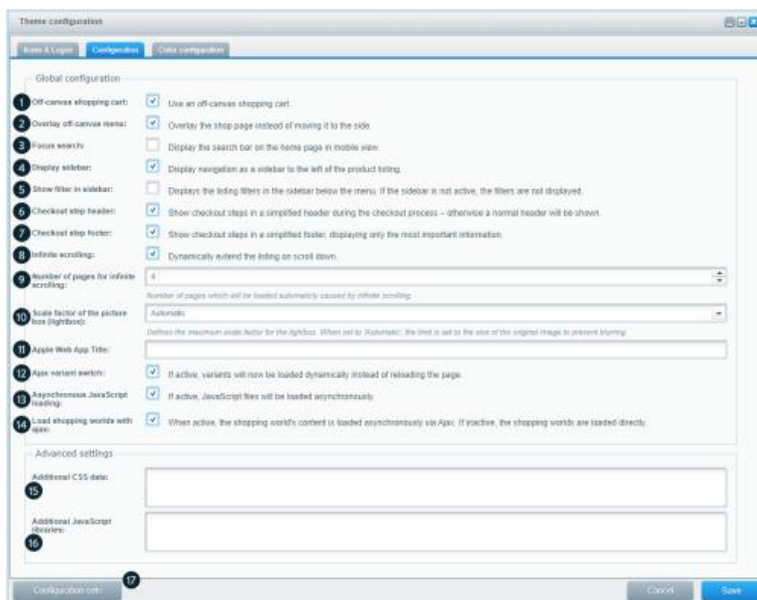 Theme configuration
Icons & Logos Configuration Color configuration
Global configuration
1 Off-canvas shopping cart: Use an off-canvas shopping cart.
2 Overlay off-canvas menu: Overlay the shop page instead of moving it to the side.
3 Focus search: Display the search bar on the home page in mobile view.
4 Display sidebar: Display navigation as a sidebar to the left of the product listing.
5 Show filter in sidebar: Displays the listing filters in the sidebar below the menu. If the sidebar is not active, the filters are not displayed.
6 Checkout step header: Show checkout steps in a simplified header during the checkout process – otherwise a normal header will be shown.
7 Checkout step footer: Show checkout steps in a simplified footer, displaying only the most important information.
8 Infinite scrolling: Dynamically extend the listing on scroll down.
9 Number of pages for infinite scrolling: 4
Number of pages which will be loaded automaticly caused by infinite scrolling.
10 Scale factor of the picture box (lightbox): Automatic
Defines the maximum scale factor for the lightbox. When set to 'Automatic', the limit is set to the size of the original image to prevent blurring.
11 Apple Web App Title:
12 Ajax variant switch: If active, variants will now be loaded dynamically instead of reloading the page.
13 Asynchronous JavaScript loading: If active, JavaScript files will be loaded asynchronously.
14 Load shopping worlds with ajax: When active, the shopping world's content is loaded asynchronously via Ajax. If inactive, the shopping worlds are loaded directly.
Advanced settings
Additional CSS data:
15
Additional JavaScript libraries:
16
Configuration sets 17 Cancel Save